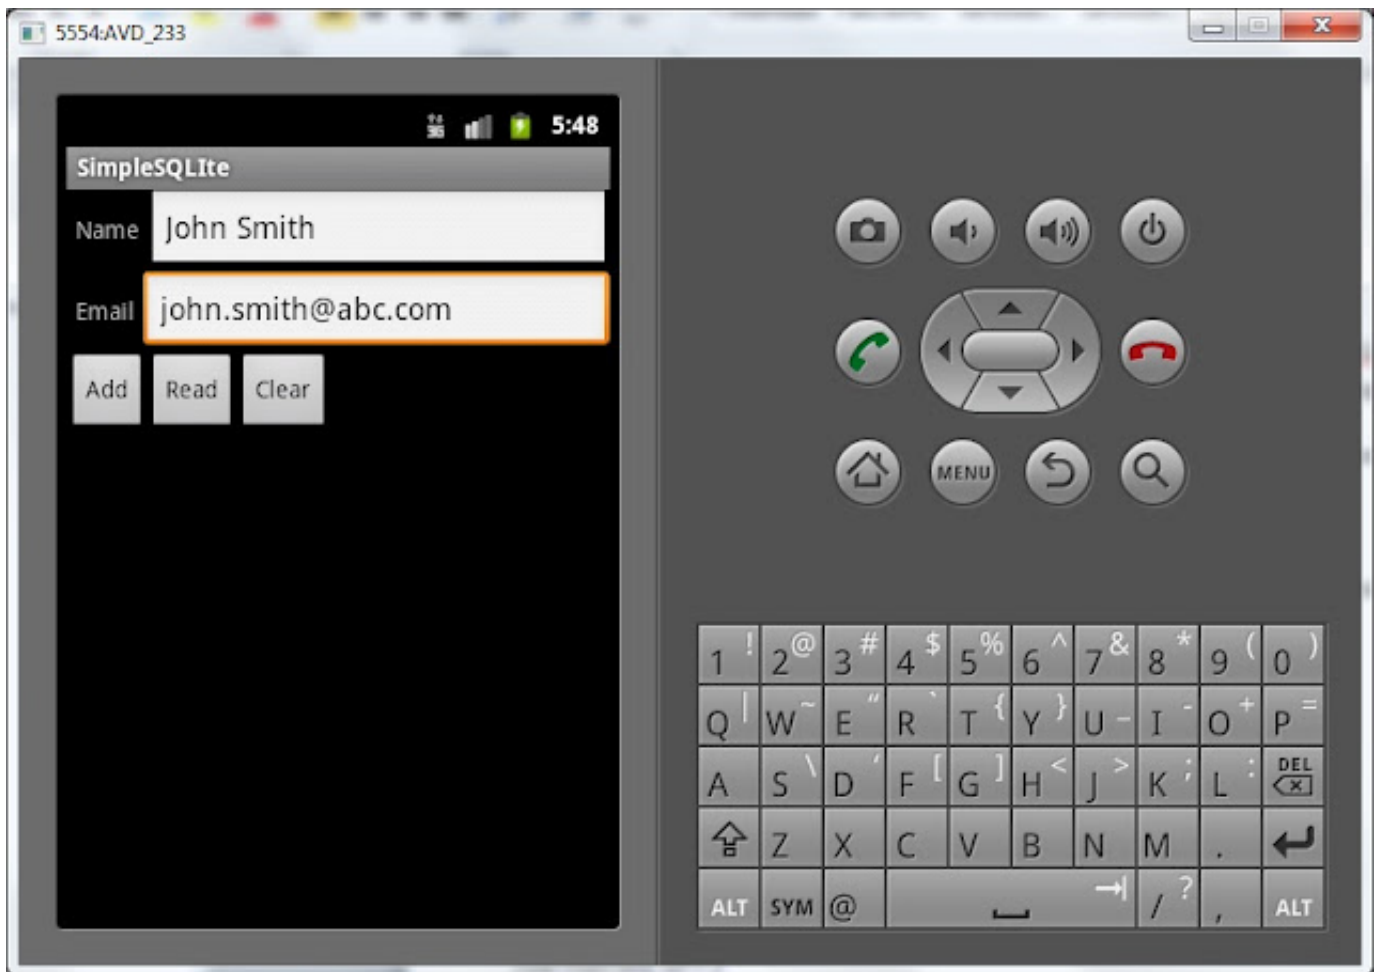 5554:AVD_233
3G 5:48
SimpleSQLIte
Name John Smith
Email john.smith@abc.com
Add Read Clear
MENU
1 ! 2 @ 3 # 4 $ 5 % 6 ^ 7 & 8 * 9 ( 0 )
Q | W ~ E " R ` T { Y } U _ I - O + P =
A S \ D ' F [ G ] H < J > K ; L : DEL
Z X C V B N M .
ALT SYM @ / ? , ALT